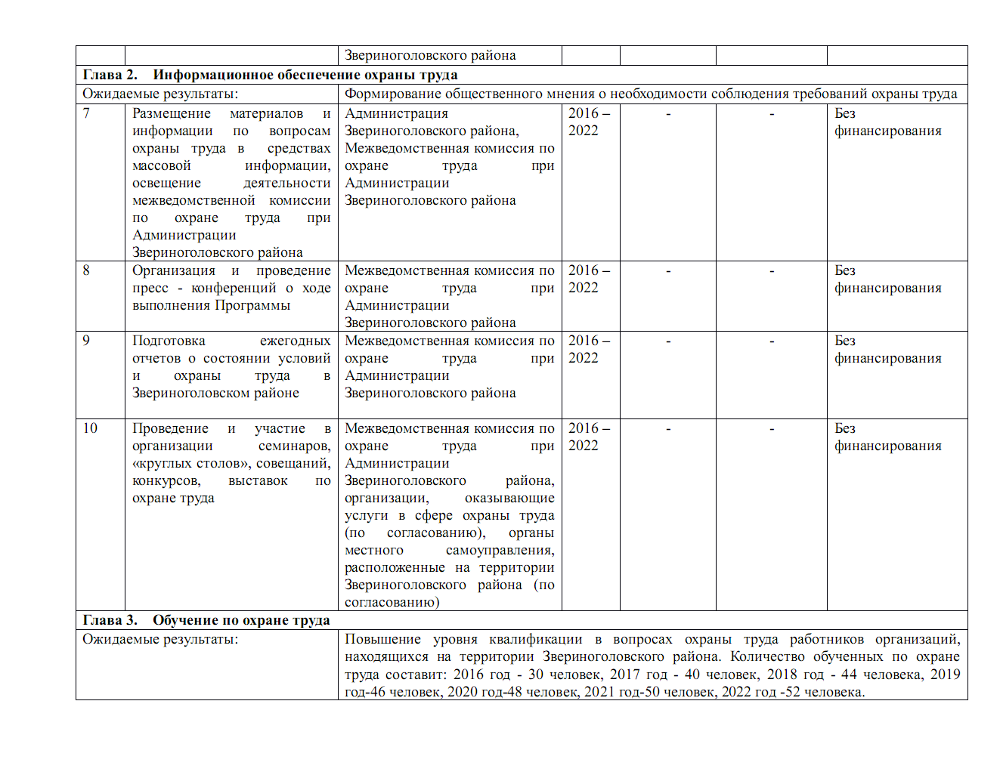 Звериноголовского района
Глава 2. Информационное обеспечение охраны труда
Ожидаемые результаты:
Формирование общественного мнения о необходимости соблюдения требований охраны труда
7
Размещение материалов и
информации по вопросам
охраны труда в средствах
массовой информации,
освещение деятельности
межведомственной комиссии
по охране труда при
Администрации
Звериноголовского района
Администрация
Звериноголовского района,
Межведомственная комиссия по
охране труда при
Администрации
Звериноголовского района
2016 –
2022
-
-
Без
финансирования
8
Организация и проведение
пресс - конференций о ходе
выполнения Программы
Межведомственная комиссия по
охране труда при
Администрации
Звериноголовского района
2016 –
2022
-
-
Без
финансирования
9
Подготовка ежегодных
отчетов о состоянии условий
и охраны труда в
Звериноголовском районе
Межведомственная комиссия по
охране труда при
Администрации
Звериноголовского района
2016 –
2022
-
-
Без
финансирования
10
Проведение и участие в
организации семинаров,
«круглых столов», совещаний,
конкурсов, выставок по
охране труда
Межведомственная комиссия по
охране труда при
Администрации
Звериноголовского района,
организации, оказывающие
услуги в сфере охраны труда
(по согласованию), органы
местного самоуправления,
расположенные на территории
Звериноголовского района (по
согласованию)
2016 –
2022
-
-
Без
финансирования
Глава 3. Обучение по охране труда
Ожидаемые результаты:
Повышение уровня квалификации в вопросах охраны труда работников организаций,
находящихся на территории Звериноголовского района. Количество обученных по охране
труда составит: 2016 год - 30 человек, 2017 год - 40 человек, 2018 год - 44 человека, 2019
год-46 человек, 2020 год-48 человек, 2021 год-50 человек, 2022 год -52 человека.